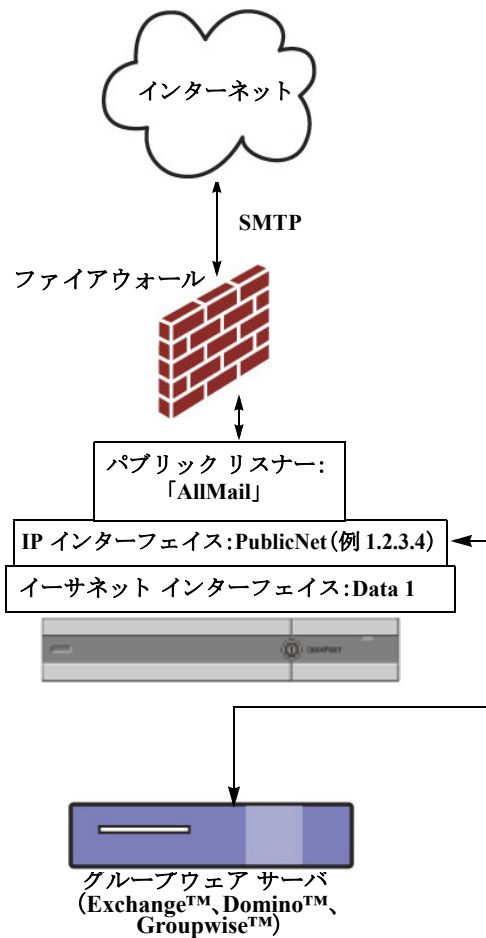 インターネット
SMTP
ファイアウォール
パブリック リスナー:
「AllMail」
IP インターフェイス:PublicNet(例 1.2.3.4)
イーサネット インターフェイス:Data 1
IRONPORT
グループウェア サーバ
(Exchange™、Domino™、
Groupwise™)